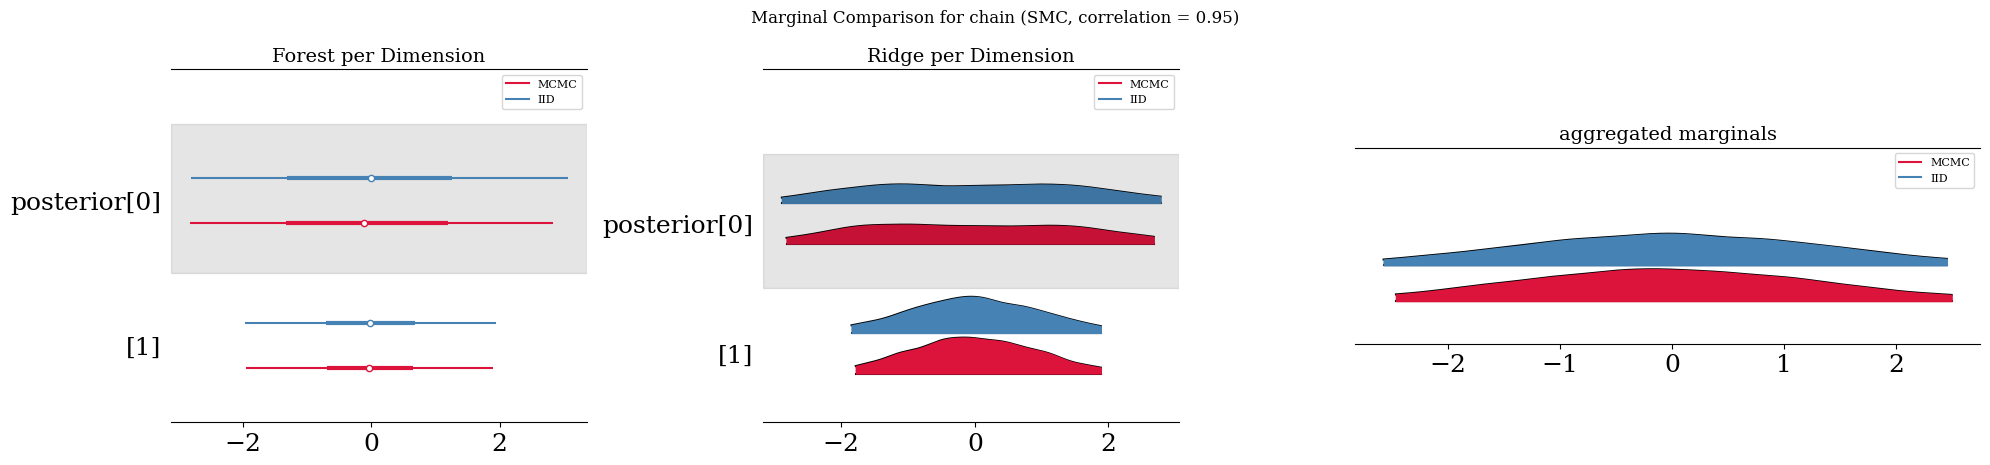 Marginal Comparison for chain (SMC, correlation = 0.95)
Forest per Dimension
MCMC
IID
posterior[0]
[1]
−2 0 2
Ridge per Dimension
MCMC
IID
posterior[0]
[1]
−2 0 2
aggregated marginals
MCMC
IID
−2 −1 0 1 2